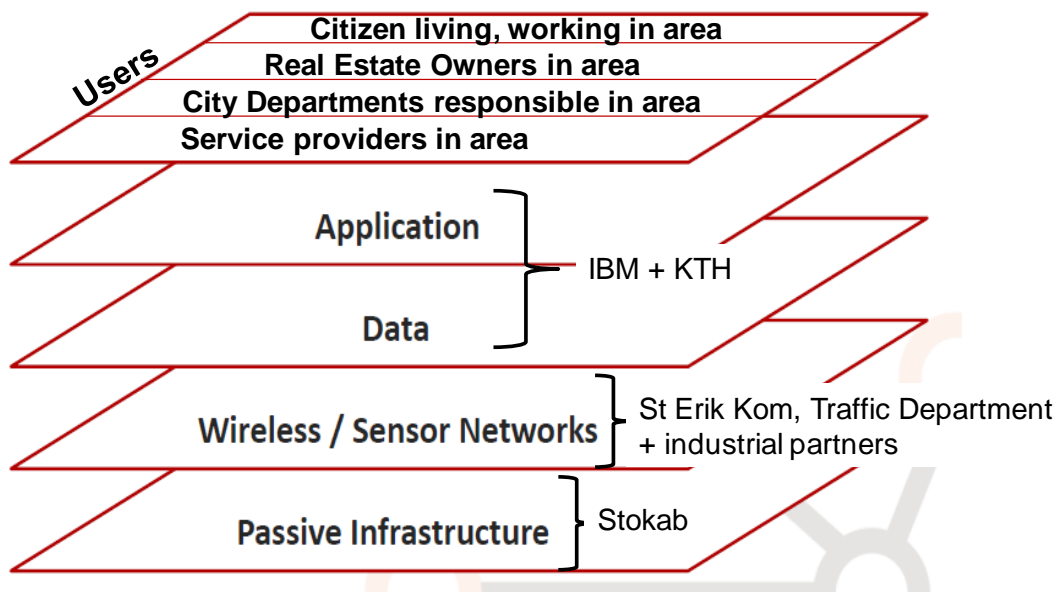 Users
Citizen living, working in area
Real Estate Owners in area
City Departments responsible in area
Service providers in area
Application
IBM + KTH
Data
Wireless / Sensor Networks
St Erik Kom, Traffic Department
+ industrial partners
Passive Infrastructure
Stokab